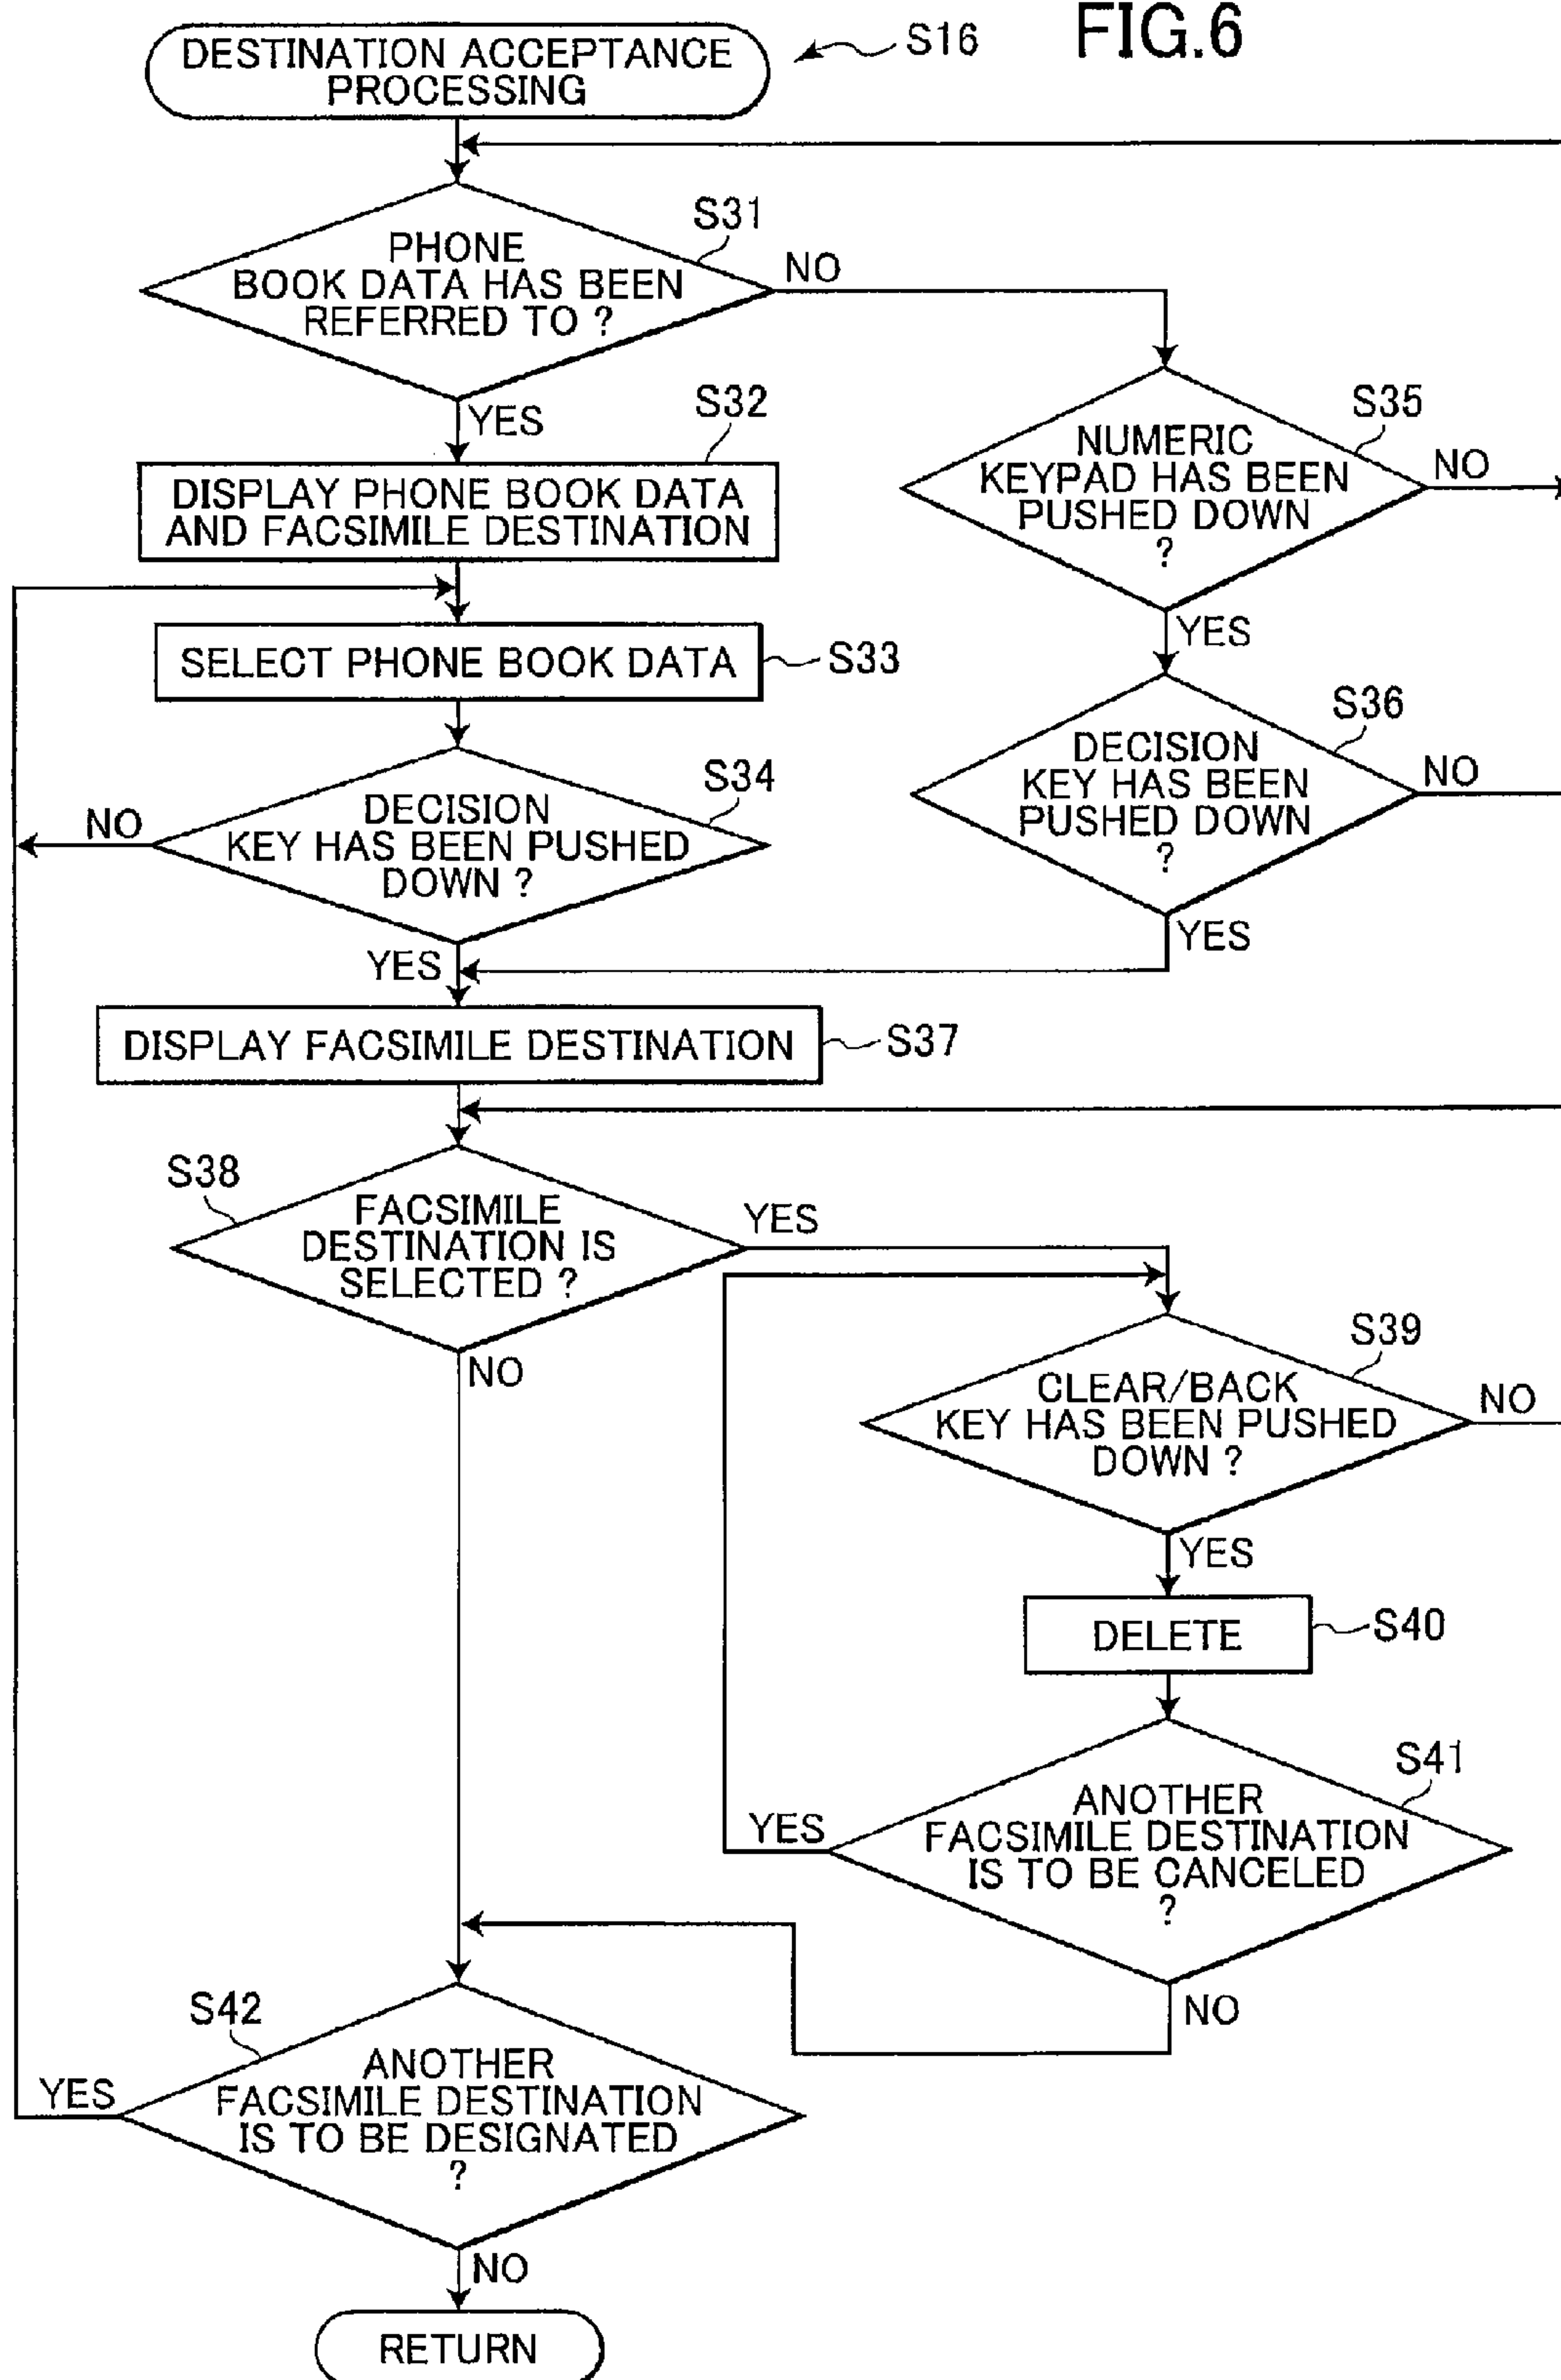 FIG.6
DESTINATION ACCEPTANCE
PROCESSING
S16
S31
PHONE
BOOK DATA HAS BEEN
REFERRED TO ?
NO
YES
S32
DISPLAY PHONE BOOK DATA
AND FACSIMILE DESTINATION
S35
NUMERIC
KEYPAD HAS BEEN
PUSHED DOWN
?
NO
YES
SELECT PHONE BOOK DATA
S33
S36
DECISION
KEY HAS BEEN
PUSHED DOWN
?
NO
YES
S34
DECISION
KEY HAS BEEN PUSHED
DOWN ?
NO
YES
DISPLAY FACSIMILE DESTINATION
S37
S38
FACSIMILE
DESTINATION IS
SELECTED ?
YES
NO
S39
CLEAR/BACK
KEY HAS BEEN PUSHED
DOWN ?
NO
YES
DELETE
S40
S41
ANOTHER
FACSIMILE DESTINATION
IS TO BE CANCELED
?
YES
NO
S42
ANOTHER
FACSIMILE DESTINATION
IS TO BE DESIGNATED
?
YES
NO
RETURN